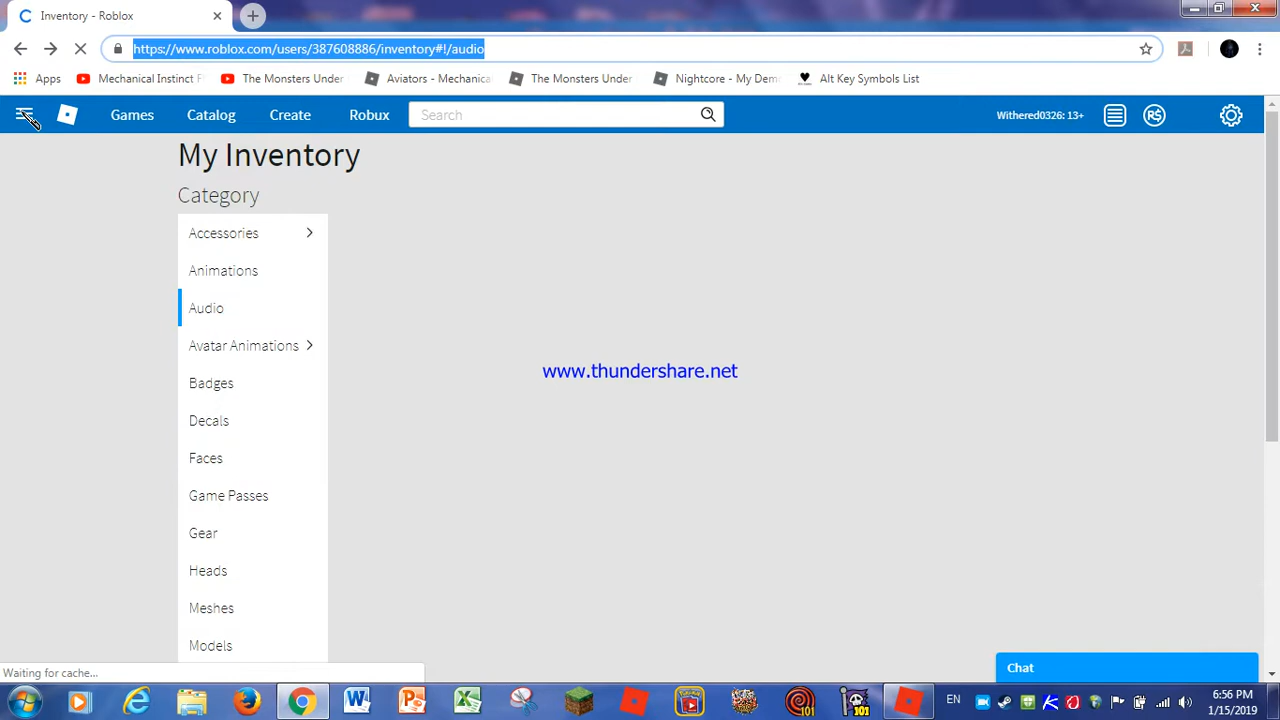 Inventory - Roblox
https://www.roblox.com/users/387608886/inventory#!/audio
Apps Mechanical Instinct F The Monsters Under Aviators - Mechanica The Monsters Under Nightcore - My Dem Alt Key Symbols List
Games Catalog Create Robux Search Withered0326: 13+ R$
My Inventory
Category
Accessories
Animations
Audio
Avatar Animations
Badges
Decals
Faces
Game Passes
Gear
Heads
Meshes
Models
www.thundershare.net
Waiting for cache...
Chat
EN 6:56 PM
1/15/2019